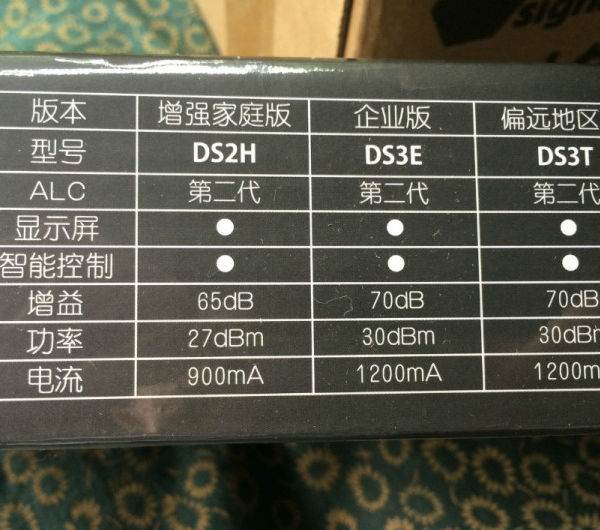 sign
版本 增强家庭版 企业版 偏远地区
型号 DS2H DS3E DS3T
ALC 第二代 第二代 第二代
显示屏 ● ● ●
智能控制 ● ● ●
增益 65dB 70dB 70dB
功率 27dBm 30dBm 30dBm
电流 900mA 1200mA 1200m